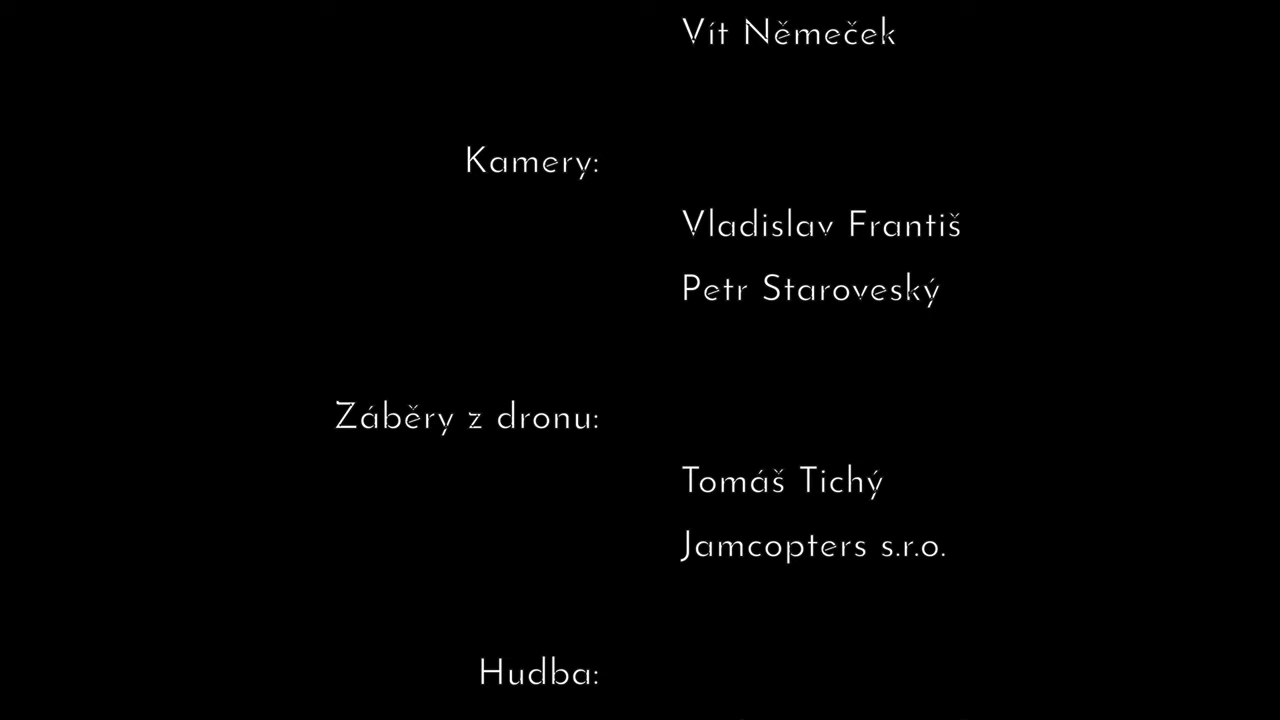 Vít Němeček
Kamery:
Vladislav Františ
Petr Staroveský
Záběry z dronu:
Tomáš Tichý
Jamcopters s.r.o.
Hudba: